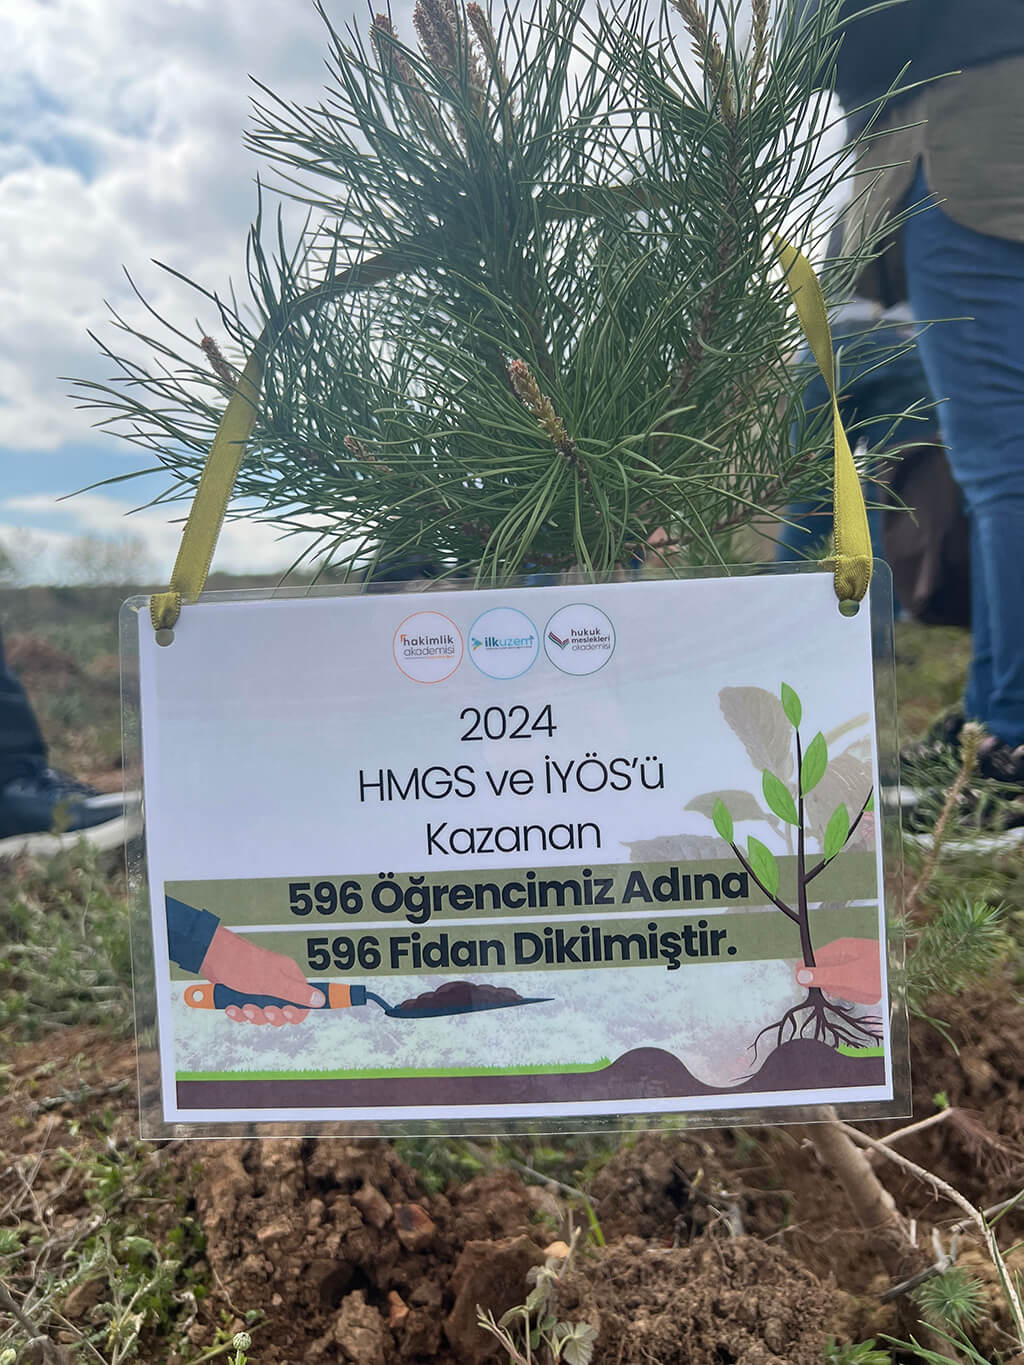 hakimlik
akademisi
ilkuzem
hukuk
meslekleri
akademisi
2024
HMGS ve İYÖS'ü
Kazanan
596 Öğrencimiz Adına
596 Fidan Dikilmiştir.